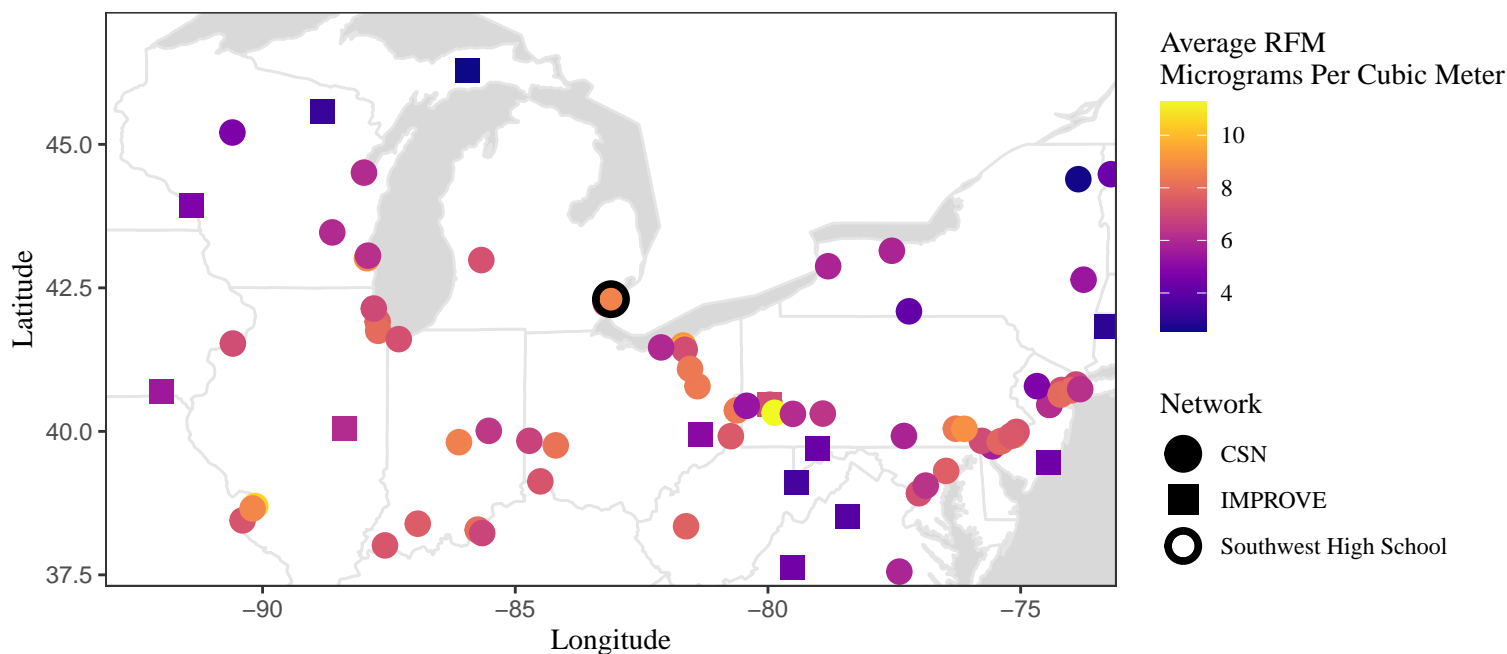 Average RFM
Micrograms Per Cubic Meter
10
8
6
4
Network
CSN
IMPROVE
Southwest High School
Latitude
45.0
42.5
40.0
37.5
−90
−85
−80
−75
Longitude